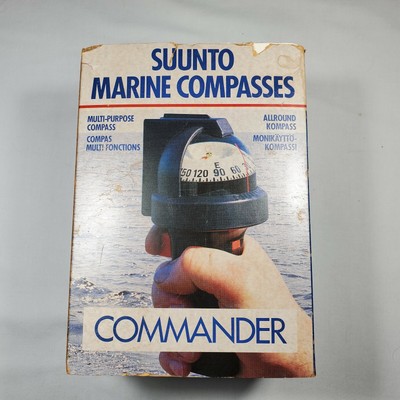 SUUNTO
MARINE COMPASSES
MULTI-PURPOSE
COMPASS
COMPAS
MULTI FONCTIONS
ALLROUND
KOMPASS
MONIKÄYTTÖ-
KOMPASSI
E
150 120 90 60
COMMANDER